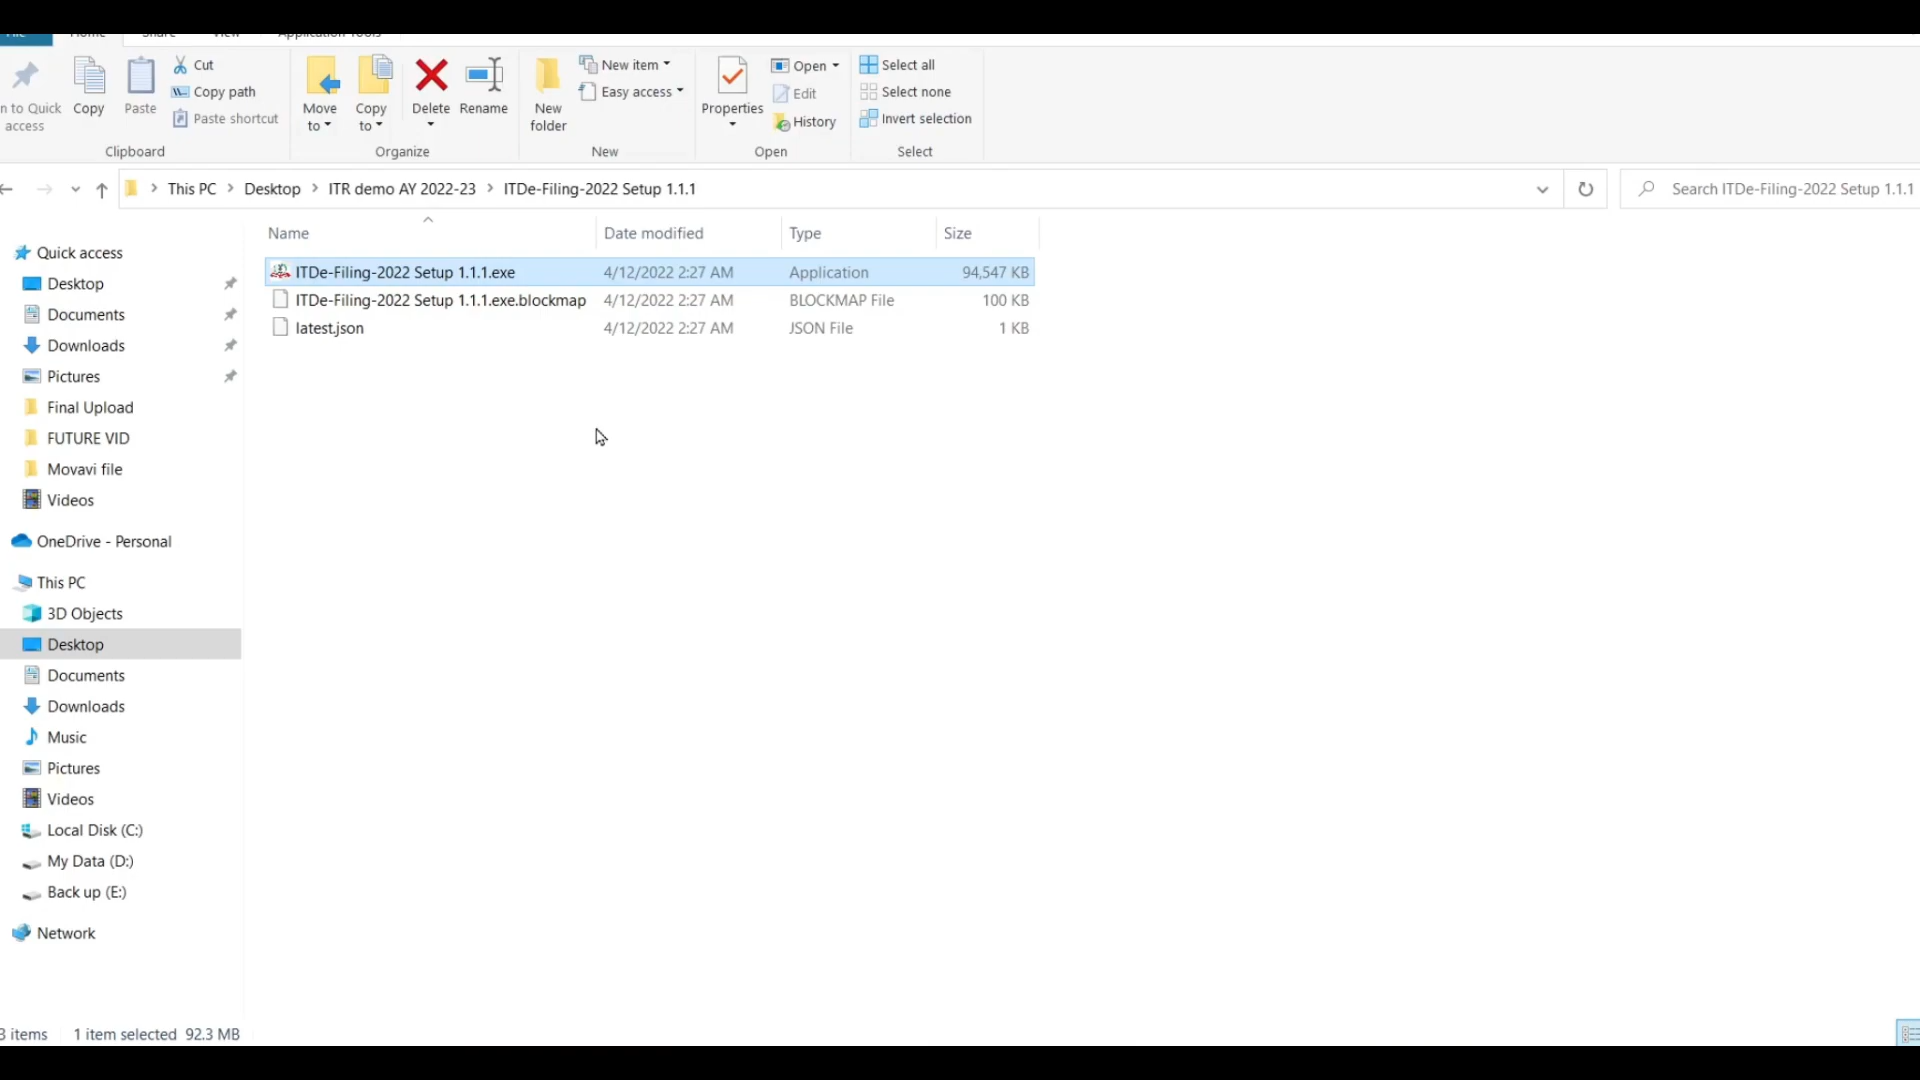 Home Share View Application Tools
Cut
Copy path
Paste shortcut
n to Quick access
Copy
Paste
Clipboard
Move to
Copy to
Delete
Rename
Organize
New folder
New item
Easy access
New
Properties
Open
Edit
History
Open
Select all
Select none
Invert selection
Select
This PC > Desktop > ITR demo AY 2022-23 > ITDe-Filing-2022 Setup 1.1.1
Search ITDe-Filing-2022 Setup 1.1.1
Name Date modified Type Size
ITDe-Filing-2022 Setup 1.1.1.exe 4/12/2022 2:27 AM Application 94,547 KB
ITDe-Filing-2022 Setup 1.1.1.exe.blockmap 4/12/2022 2:27 AM BLOCKMAP File 100 KB
latest.json 4/12/2022 2:27 AM JSON File 1 KB
Quick access
Desktop
Documents
Downloads
Pictures
Final Upload
FUTURE VID
Movavi file
Videos
OneDrive - Personal
This PC
3D Objects
Desktop
Documents
Downloads
Music
Pictures
Videos
Local Disk (C:)
My Data (D:)
Back up (E:)
Network
3 items 1 item selected 92.3 MB